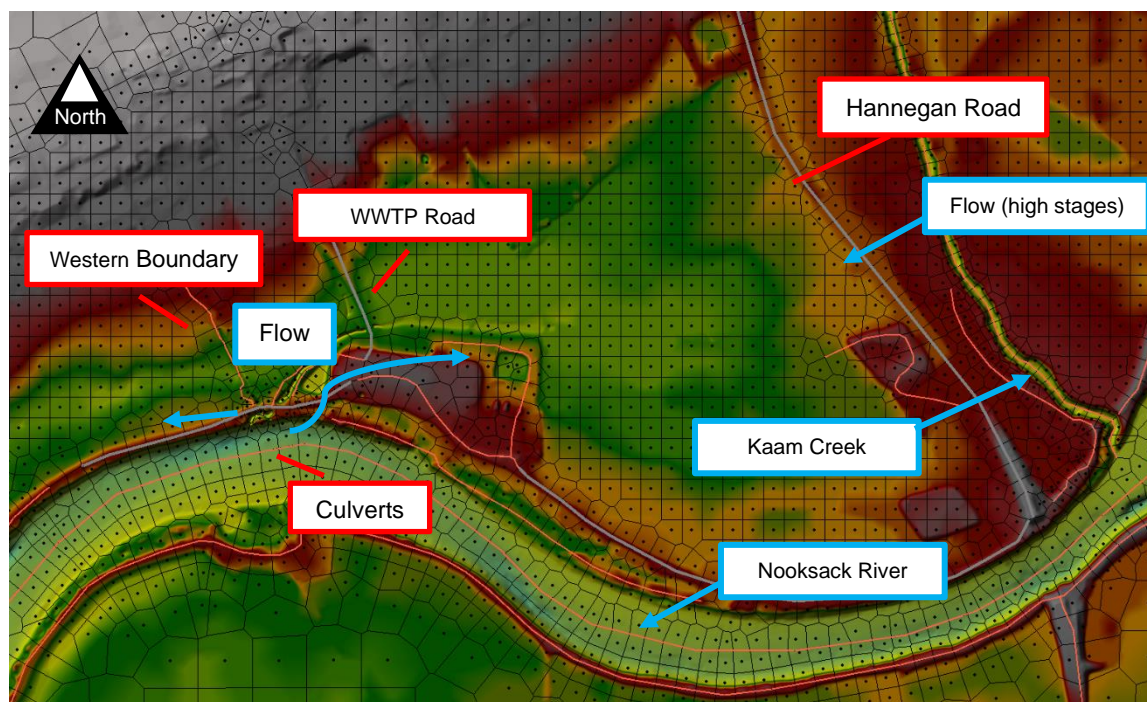 North
Hannegan Road
WWTP Road
Flow (high stages)
Western Boundary
Flow
Kaam Creek
Culverts
Nooksack River